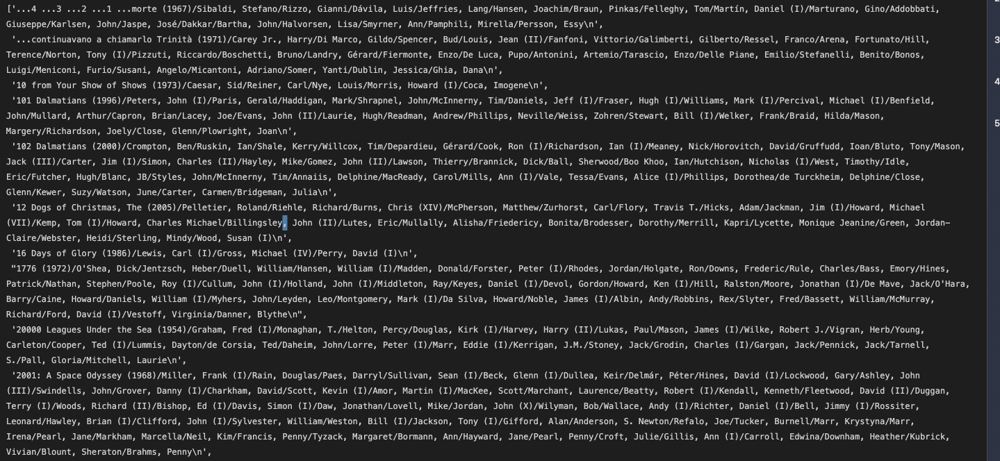 ['...4 ...3 ...2 ...1 ...morte (1967)/Sibaldi, Stefano/Rizzo, Gianni/Dávila, Luis/Jeffries, Lang/Hansen, Joachim/Braun, Pinkas/Felleghy, Tom/Martín, Daniel (I)/Marturano, Gino/Addobbati,
Giuseppe/Karlsen, John/Jaspe, José/Dakkar/Bartha, John/Halvorsen, Lisa/Smyrner, Ann/Pamphili, Mirella/Persson, Essy\n',
'...continuavano a chiamarlo Trinità (1971)/Carey Jr., Harry/Di Marco, Gildo/Spencer, Bud/Louis, Jean (II)/Fanfoni, Vittorio/Galimberti, Gilberto/Ressel, Franco/Arena, Fortunato/Hill,
Terence/Norton, Tony (I)/Pizzuti, Riccardo/Boschetti, Bruno/Landry, Gérard/Fiermonte, Enzo/De Luca, Pupo/Antonini, Artemio/Tarascio, Enzo/Delle Piane, Emilio/Stefanelli, Benito/Bonos,
Luigi/Meniconi, Furio/Susani, Angelo/Micantoni, Adriano/Somer, Yanti/Dublin, Jessica/Ghia, Dana\n',
'10 from Your Show of Shows (1973)/Caesar, Sid/Reiner, Carl/Nye, Louis/Morris, Howard (I)/Coca, Imogene\n',
'101 Dalmatians (1996)/Peters, John (I)/Paris, Gerald/Haddigan, Mark/Shrapnel, John/McInnerny, Tim/Daniels, Jeff (I)/Fraser, Hugh (I)/Williams, Mark (I)/Percival, Michael (I)/Benfield,
John/Mullard, Arthur/Capron, Brian/Lacey, Joe/Evans, John (II)/Laurie, Hugh/Readman, Andrew/Phillips, Neville/Weiss, Zohren/Stewart, Bill (I)/Welker, Frank/Braid, Hilda/Mason,
Margery/Richardson, Joely/Close, Glenn/Plowright, Joan\n',
'102 Dalmatians (2000)/Crompton, Ben/Ruskin, Ian/Shale, Kerry/Willcox, Tim/Depardieu, Gérard/Cook, Ron (I)/Richardson, Ian (I)/Meaney, Nick/Horovitch, David/Gruffudd, Ioan/Bluto, Tony/Mason,
Jack (III)/Carter, Jim (I)/Simon, Charles (II)/Hayley, Mike/Gomez, John (II)/Lawson, Thierry/Brannick, Dick/Ball, Sherwood/Boo Khoo, Ian/Hutchison, Nicholas (I)/West, Timothy/Idle,
Eric/Futcher, Hugh/Blanc, JB/Styles, John/McInnerny, Tim/Annaiis, Delphine/MacReady, Carol/Mills, Ann (I)/Vale, Tessa/Evans, Alice (I)/Phillips, Dorothea/de Turckheim, Delphine/Close,
Glenn/Kewer, Suzy/Watson, June/Carter, Carmen/Bridgeman, Julia\n',
'12 Dogs of Christmas, The (2005)/Pelletier, Roland/Riehle, Richard/Burns, Chris (XIV)/McPherson, Matthew/Zurhorst, Carl/Flory, Travis T./Hicks, Adam/Jackman, Jim (I)/Howard, Michael
(VII)/Kemp, Tom (I)/Howard, Charles Michael/Billingsley, John (II)/Lutes, Eric/Mullally, Alisha/Friedericy, Bonita/Brodesser, Dorothy/Merrill, Kapri/Lycette, Monique Jeanine/Green, Jordan-
Claire/Webster, Heidi/Sterling, Mindy/Wood, Susan (I)\n',
'16 Days of Glory (1986)/Lewis, Carl (I)/Gross, Michael (IV)/Perry, David (I)\n',
"1776 (1972)/O'Shea, Dick/Jentzsch, Heber/Duell, William/Hansen, William (I)/Madden, Donald/Forster, Peter (I)/Rhodes, Jordan/Holgate, Ron/Downs, Frederic/Rule, Charles/Bass, Emory/Hines,
Patrick/Nathan, Stephen/Poole, Roy (I)/Cullum, John (I)/Holland, John (I)/Middleton, Ray/Keyes, Daniel (I)/Devol, Gordon/Howard, Ken (I)/Hill, Ralston/Moore, Jonathan (I)/De Mave, Jack/O'Hara,
Barry/Caine, Howard/Daniels, William (I)/Myhers, John/Leyden, Leo/Montgomery, Mark (I)/Da Silva, Howard/Noble, James (I)/Albin, Andy/Robbins, Rex/Slyter, Fred/Bassett, William/McMurray,
Richard/Ford, David (I)/Vestoff, Virginia/Danner, Blythe\n",
'20000 Leagues Under the Sea (1954)/Graham, Fred (I)/Monaghan, T./Helton, Percy/Douglas, Kirk (I)/Harvey, Harry (II)/Lukas, Paul/Mason, James (I)/Wilke, Robert J./Vigran, Herb/Young,
Carleton/Cooper, Ted (I)/Lummis, Dayton/de Corsia, Ted/Daheim, John/Lorre, Peter (I)/Marr, Eddie (I)/Kerrigan, J.M./Stoney, Jack/Grodin, Charles (I)/Gargan, Jack/Pennick, Jack/Tarnell,
S./Pall, Gloria/Mitchell, Laurie\n',
'2001: A Space Odyssey (1968)/Miller, Frank (I)/Rain, Douglas/Paes, Darryl/Sullivan, Sean (I)/Beck, Glenn (I)/Dullea, Keir/Delmár, Péter/Hines, David (I)/Lockwood, Gary/Ashley, John
(III)/Swindells, John/Grover, Danny (I)/Charkham, David/Scott, Kevin (I)/Amor, Martin (I)/MacKee, Scott/Marchant, Laurence/Beatty, Robert (I)/Kendall, Kenneth/Fleetwood, David (II)/Duggan,
Terry (I)/Woods, Richard (II)/Bishop, Ed (I)/Davis, Simon (I)/Daw, Jonathan/Lovell, Mike/Jordan, John (X)/Wilyman, Bob/Wallace, Andy (I)/Richter, Daniel (I)/Bell, Jimmy (I)/Rossiter,
Leonard/Hawley, Brian (I)/Clifford, John (I)/Sylvester, William/Weston, Bill (I)/Jackson, Tony (I)/Gifford, Alan/Anderson, S. Newton/Refalo, Joe/Tucker, Burnell/Marr, Krystyna/Marr,
Irena/Pearl, Jane/Markham, Marcella/Neil, Kim/Francis, Penny/Tyzack, Margaret/Bormann, Ann/Hayward, Jane/Pearl, Penny/Croft, Julie/Gillis, Ann (I)/Carroll, Edwina/Downham, Heather/Kubrick,
Vivian/Blount, Sheraton/Brahms, Penny\n',
3
4
5